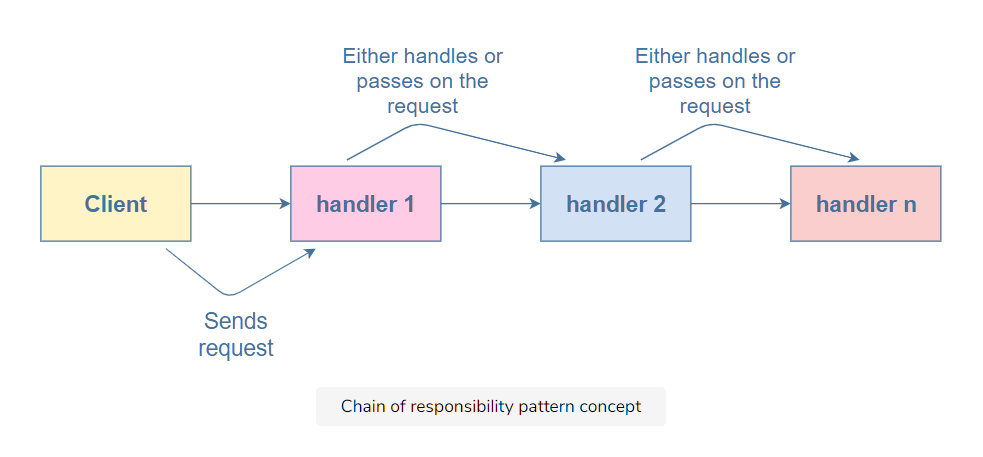 Either handles or
passes on the
request
Either handles or
passes on the
request
Client
handler 1
handler 2
handler n
Sends
request
Chain of responsibility pattern concept